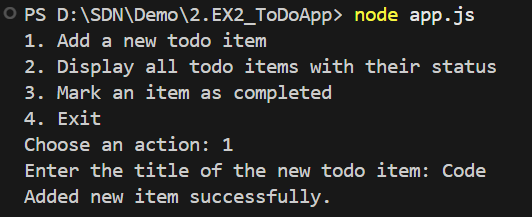 PS D:\SDN\Demo\2.EX2_ToDoApp> node app.js
1. Add a new todo item
2. Display all todo items with their status
3. Mark an item as completed
4. Exit
Choose an action: 1
Enter the title of the new todo item: Code
Added new item successfully.